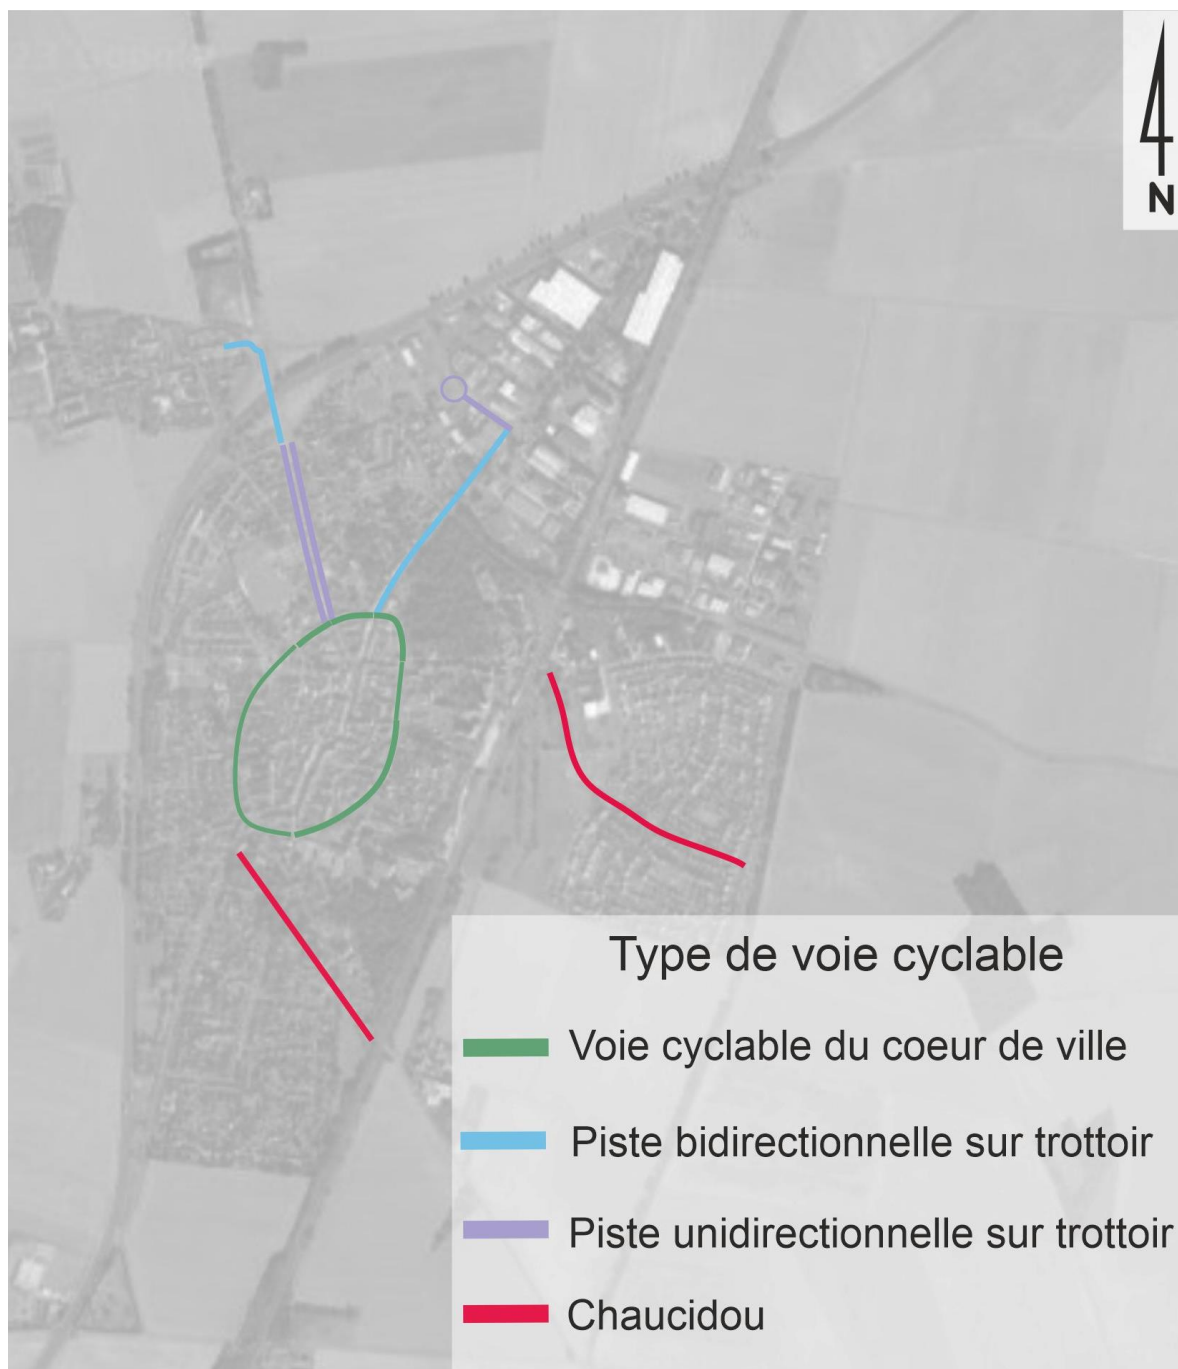 N
Type de voie cyclable
Voie cyclable du coeur de ville
Piste bidirectionnelle sur trottoir
Piste unidirectionnelle sur trottoir
Chaucidou